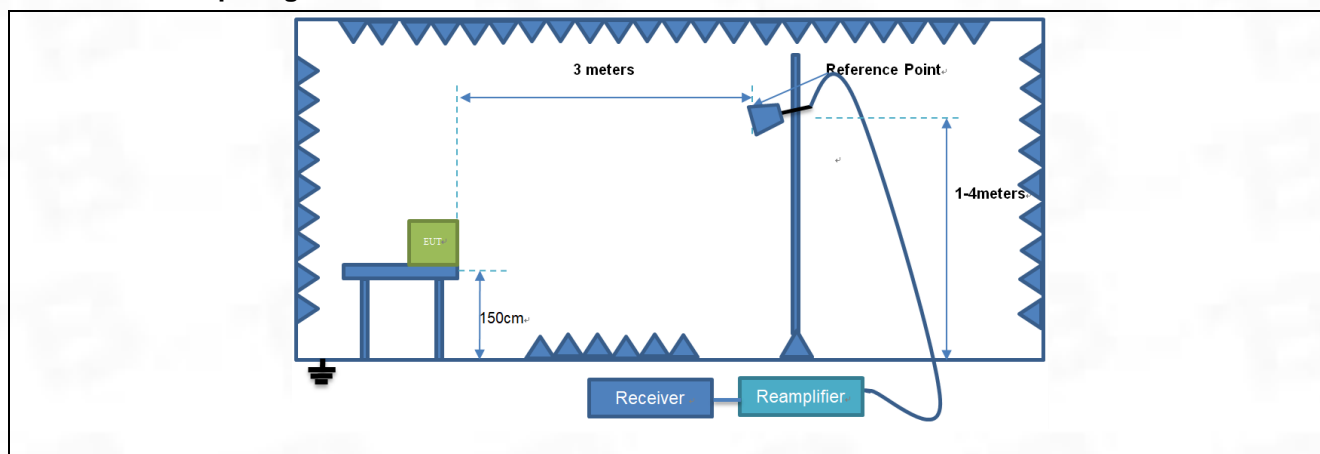 3 meters
Reference Point
1-4meters
EUT
150cm
Receiver
Reamplifier